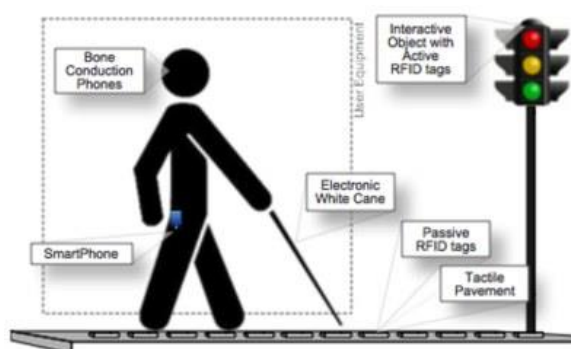 Bone
Conduction
Phones
User Equipment
Interactive
Object with
Active
RFID tags
Electronic
White Cane
SmartPhone
Passive
RFID tags
Tactile
Pavement